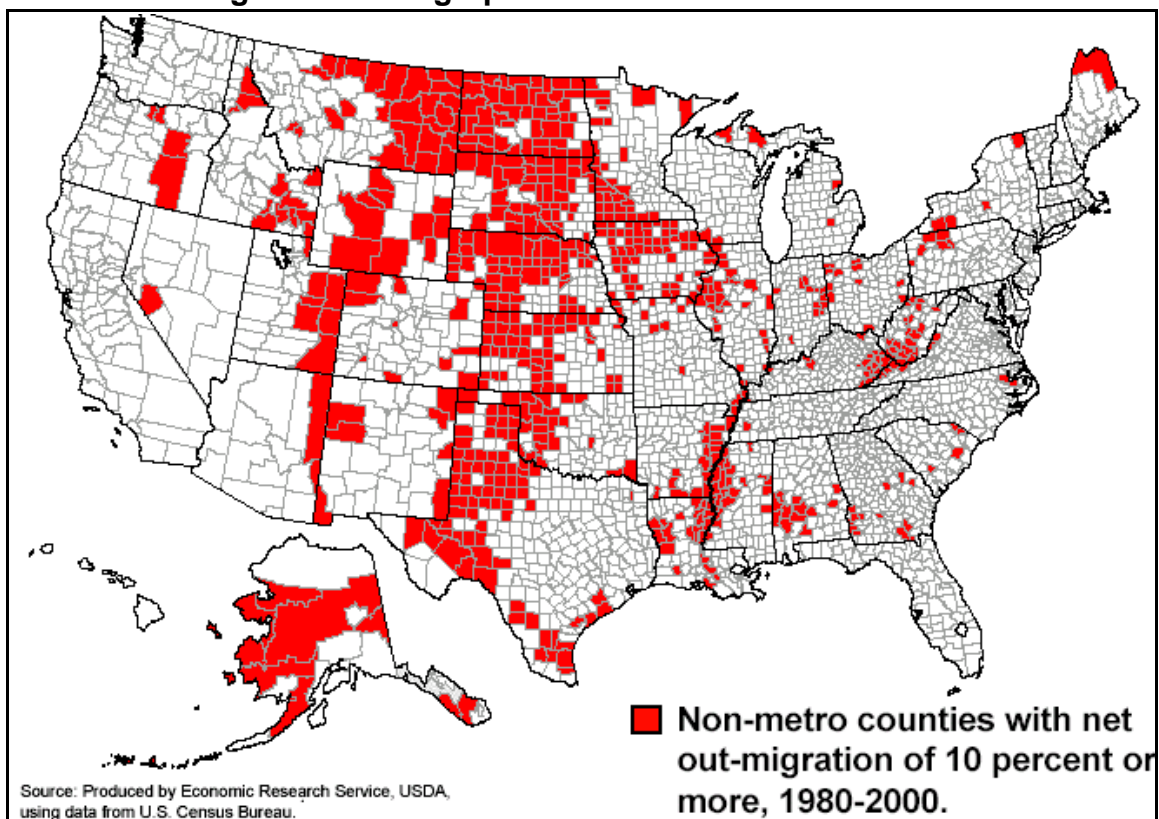 Non-metro counties with net
out-migration of 10 percent or
more, 1980-2000.
Source: Produced by Economic Research Service, USDA,
using data from U.S. Census Bureau.